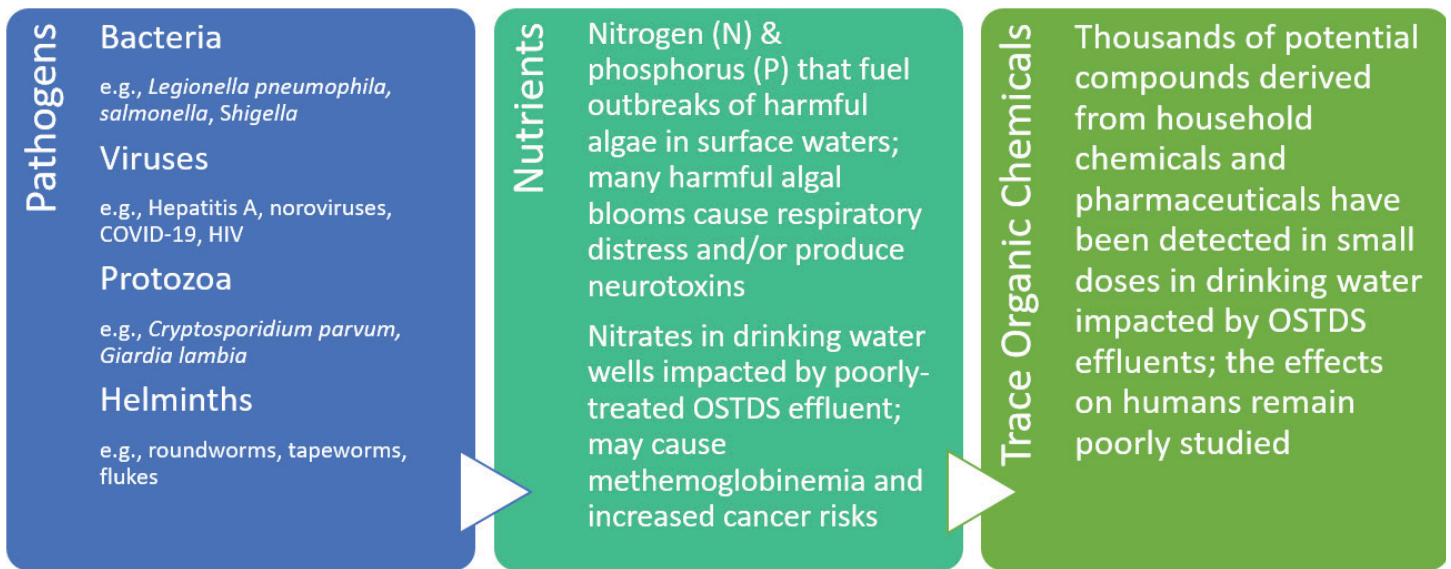 Pathogens
Bacteria
e.g., Legionella pneumophila,
salmonella, Shigella
Viruses
e.g., Hepatitis A, noroviruses,
COVID-19, HIV
Protozoa
e.g., Cryptosporidium parvum,
Giardia lambia
Helminths
e.g., roundworms, tapeworms,
flukes
Nutrients
Nitrogen (N) &
phosphorus (P) that fuel
outbreaks of harmful
algae in surface waters;
many harmful algal
blooms cause respiratory
distress and/or produce
neurotoxins
Nitrates in drinking water
wells impacted by poorly-
treated OSTDS effluent;
may cause
methemoglobinemia and
increased cancer risks
Trace Organic Chemicals
Thousands of potential
compounds derived
from household
chemicals and
pharmaceuticals have
been detected in small
doses in drinking water
impacted by OSTDS
effluents; the effects
on humans remain
poorly studied